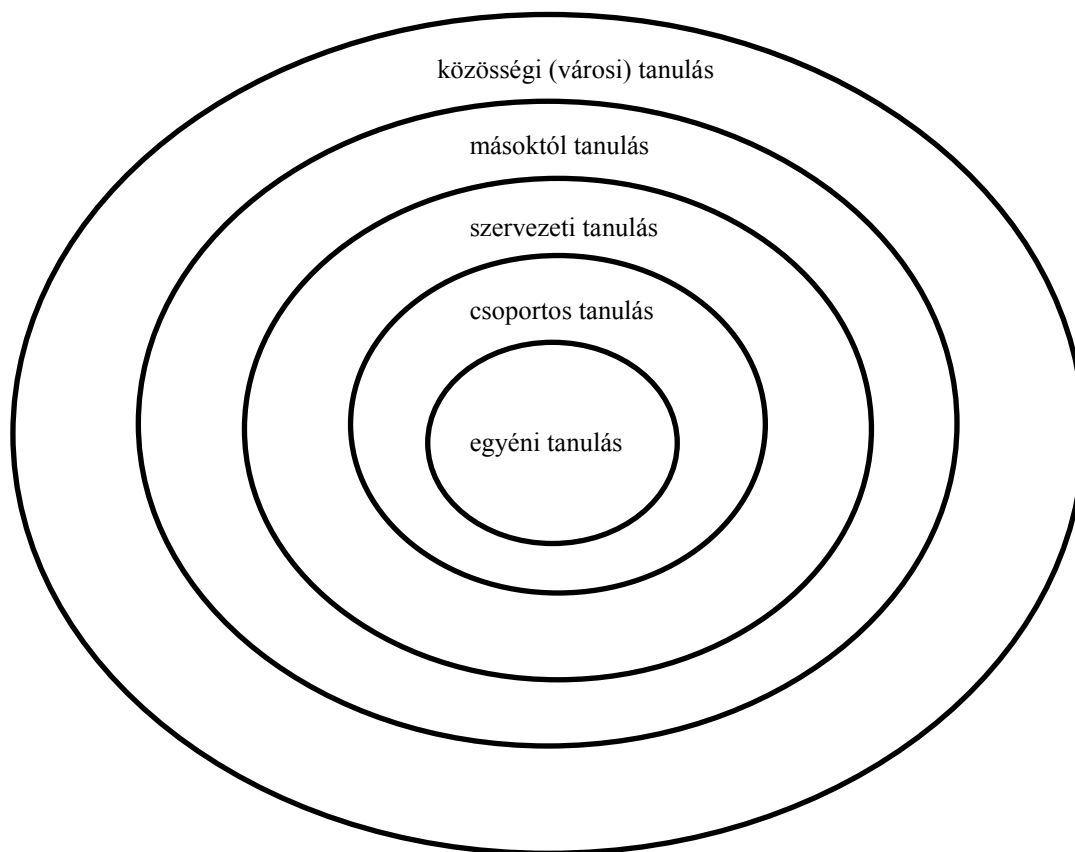 közösségi (városi) tanulás
másoktól tanulás
szervezeti tanulás
csoportos tanulás
egyéni tanulás